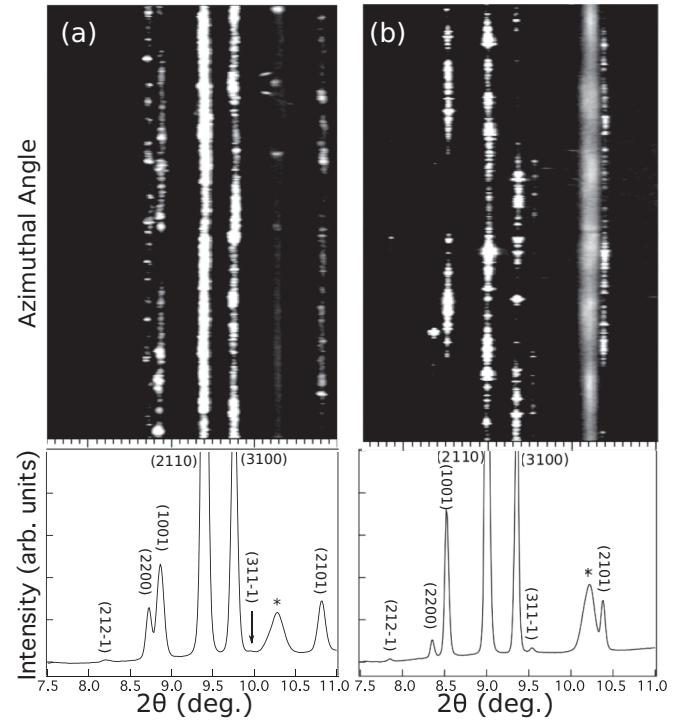 (a)
(b)
Azimuthal Angle
Intensity (arb. units)
(212-1)
(2200)
(1001)
(2110)
(3100)
(311-1)
*
(2101)
7.5 8.0 8.5 9.0 9.5 10.0 10.5 11.0
2θ (deg.)
(212-1)
(2200)
(1001)
(2110)
(3100)
(311-1)
*
(2101)
7.5 8.0 8.5 9.0 9.5 10.0 10.5 11.0
2θ (deg.)